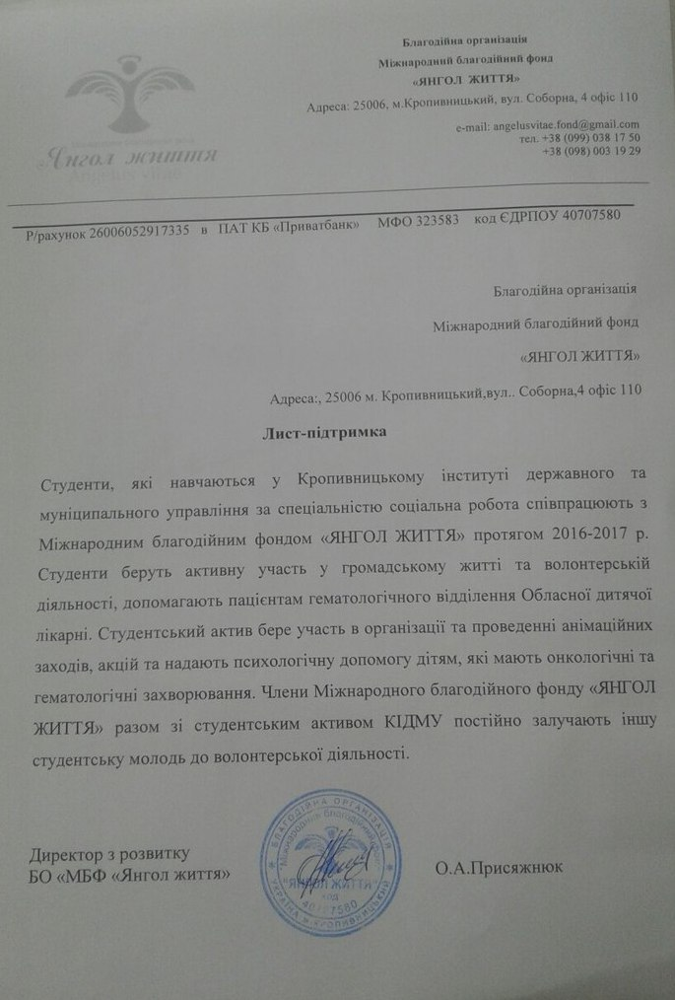 Благодійна організація
Міжнародний благодійний фонд
«ЯНГОЛ ЖИТТЯ»
Адреса: 25006, м.Кропивницький, вул. Соборна, 4 офіс 110
e-mail: angelusvitae.fond@gmail.com
тел. +38 (099) 038 17 50
+38 (098) 003 19 29
Янгол життя
Р/рахунок 26006052917335 в ПАТ КБ «Приватбанк» МФО 323583 код ЄДРПОУ 40707580
Благодійна організація
Міжнародний благодійний фонд
«ЯНГОЛ ЖИТТЯ»
Адреса:, 25006 м. Кропивницький,вул.. Соборна,4 офіс 110
Лист-підтримка
Студенти, які навчаються у Кропивницькому інституті державного та
муніципального управління за спеціальністю соціальна робота співпрацюють з
Міжнародним благодійним фондом «ЯНГОЛ ЖИТТЯ» протягом 2016-2017 р.
Студенти беруть активну участь у громадському житті та волонтерській
діяльності, допомагають пацієнтам гематологічного відділення Обласної дитячої
лікарні. Студентський актив бере участь в організації та проведенні анімаційних
заходів, акцій та надають психологічну допомогу дітям, які мають онкологічні та
гематологічні захворювання. Члени Міжнародного благодійного фонду «ЯНГОЛ
ЖИТТЯ» разом зі студентським активом КІДМУ постійно залучають іншу
студентську молодь до волонтерської діяльності.
Директор з розвитку
БО «МБФ «Янгол життя»
О.А.Присяжнюк
БЛАГОДІЙНА ОРГАНІЗАЦІЯ
Міжнародний благодійний
"ЯНГОЛ ЖИТТЯ"
код
40707580
УКРАЇНА м.КРОПИВНИЦЬКИЙ